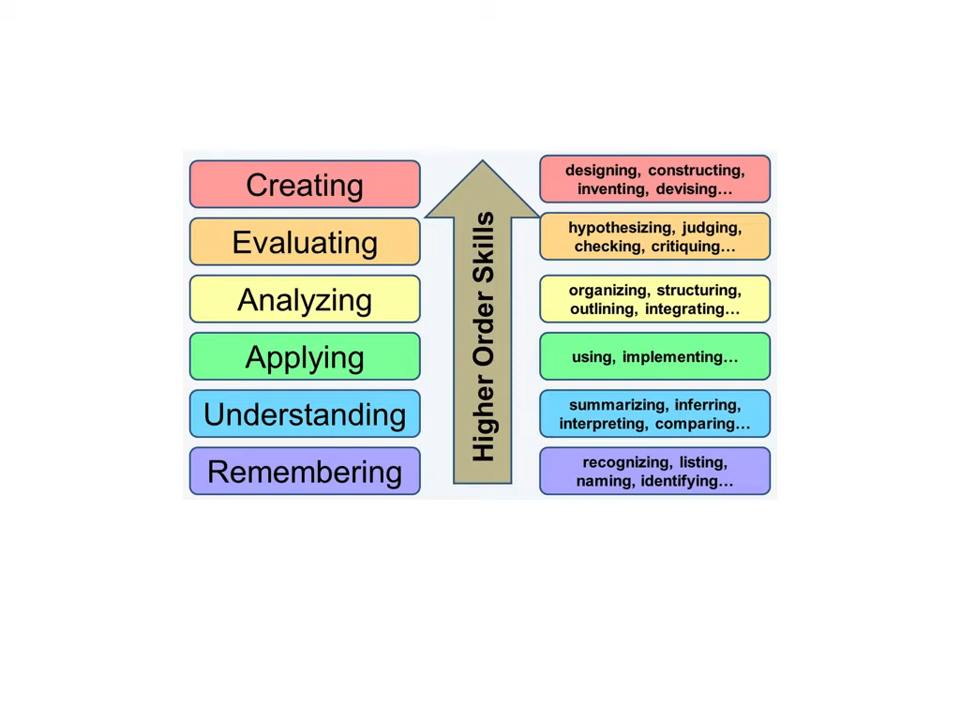 Creating
Evaluating
Analyzing
Applying
Understanding
Remembering
Higher Order Skills
designing, constructing,
inventing, devising...
hypothesizing, judging,
checking, critiquing...
organizing, structuring,
outlining, integrating...
using, implementing...
summarizing, inferring,
interpreting, comparing...
recognizing, listing,
naming, identifying...